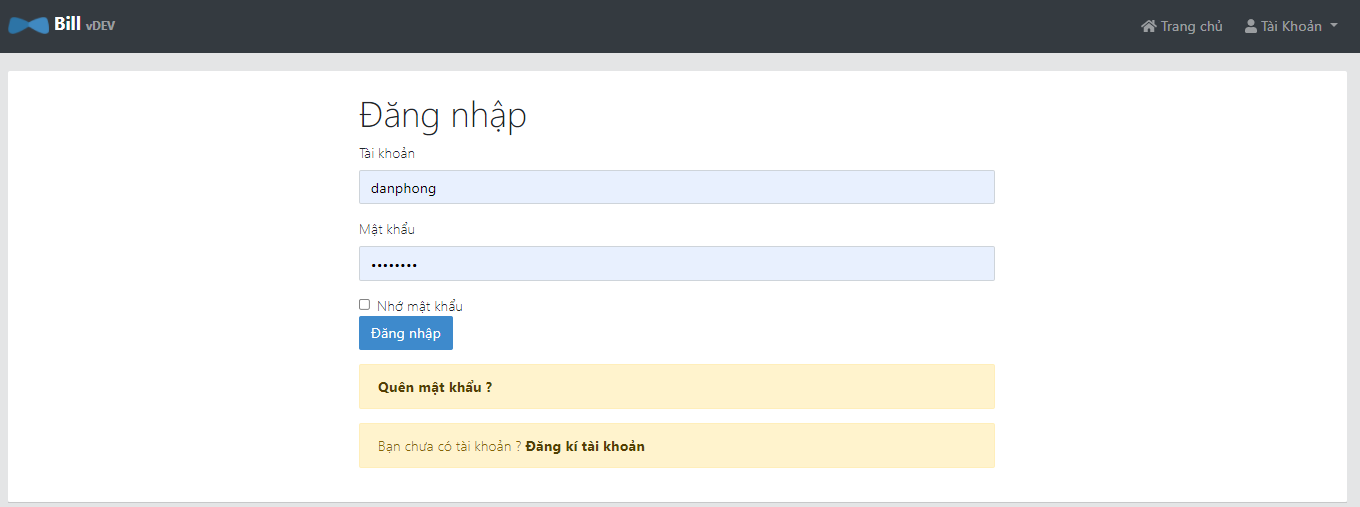 Bill vDEV
Trang chủ
Tài Khoản
Đăng nhập
Tài khoản
danphong
Mật khẩu
••••••••
Nhớ mật khẩu
Đăng nhập
Quên mật khẩu ?
Bạn chưa có tài khoản ? Đăng kí tài khoản